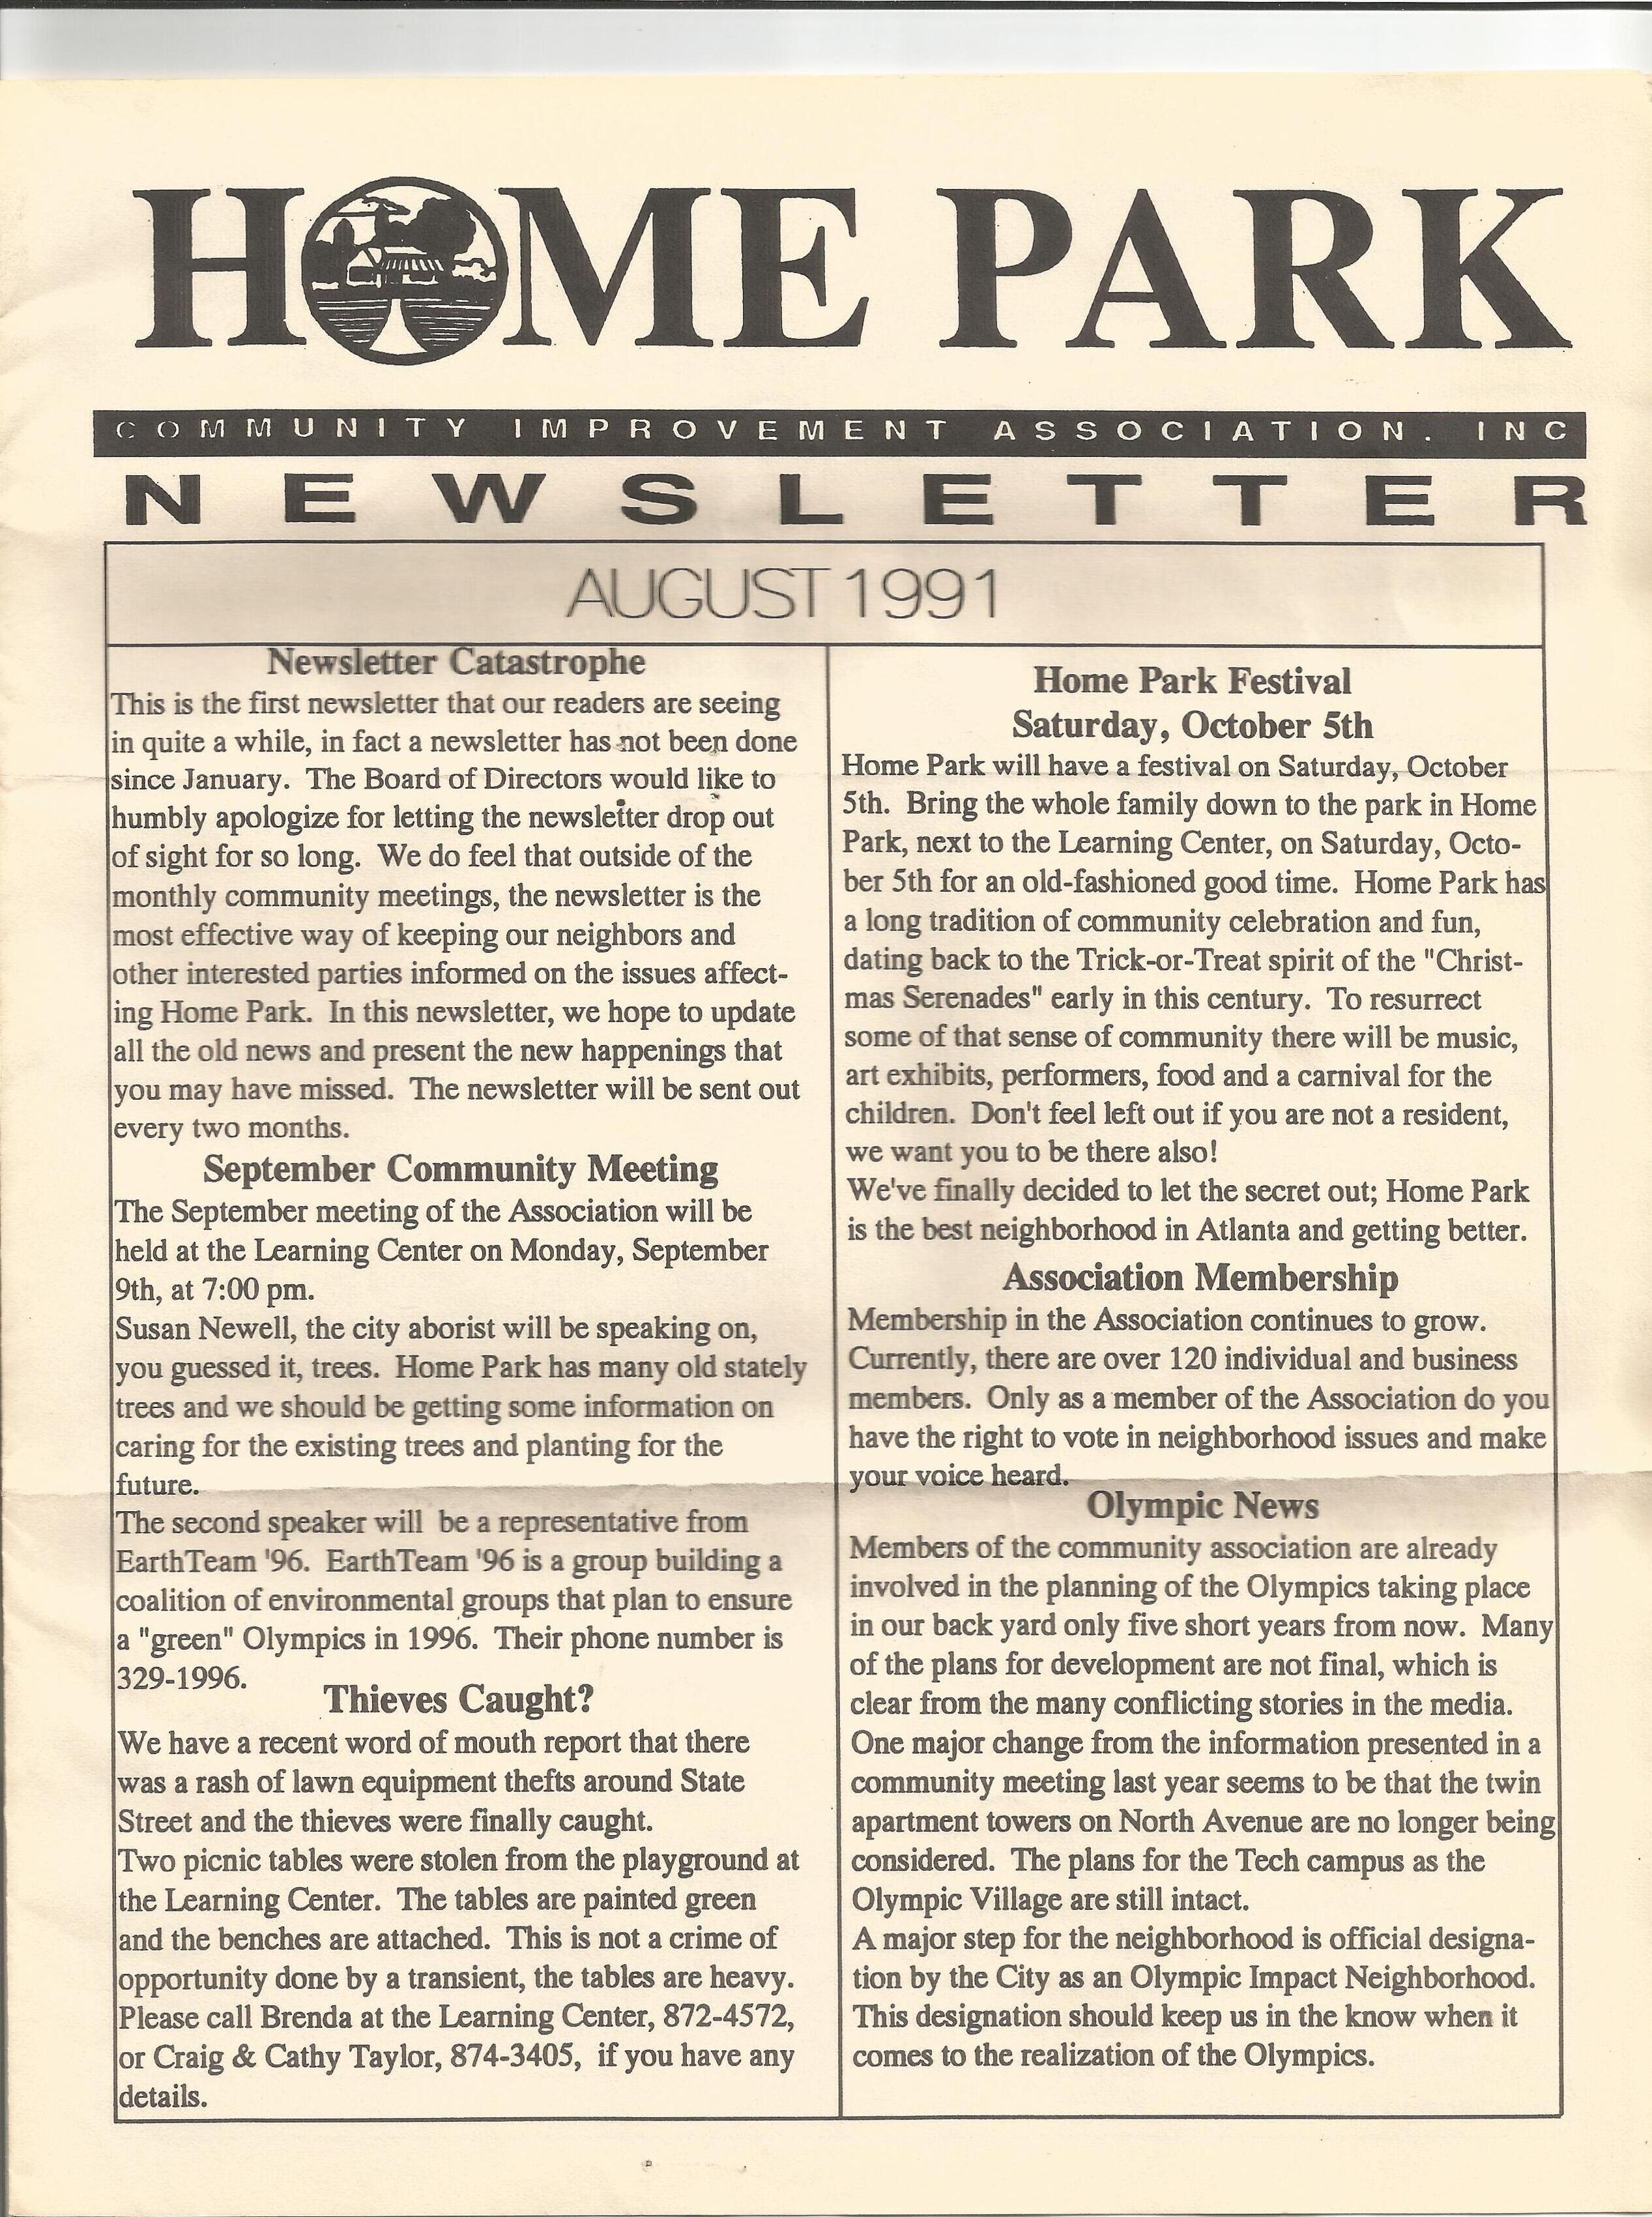 HOME PARK
COMMUNITY IMPROVEMENT ASSOCIATION. INC
NEWSLETTER
AUGUST 1991
Newsletter Catastrophe
This is the first newsletter that our readers are seeing
in quite a while, in fact a newsletter has not been done
since January. The Board of Directors would like to
humbly apologize for letting the newsletter drop out
of sight for so long. We do feel that outside of the
monthly community meetings, the newsletter is the
most effective way of keeping our neighbors and
other interested parties informed on the issues affect-
ing Home Park. In this newsletter, we hope to update
all the old news and present the new happenings that
you may have missed. The newsletter will be sent out
every two months.
September Community Meeting
The September meeting of the Association will be
held at the Learning Center on Monday, September
9th, at 7:00 pm.
Susan Newell, the city aborist will be speaking on,
you guessed it, trees. Home Park has many old stately
trees and we should be getting some information on
caring for the existing trees and planting for the
future.
The second speaker will be a representative from
EarthTeam '96. EarthTeam '96 is a group building a
coalition of environmental groups that plan to ensure
a "green" Olympics in 1996. Their phone number is
329-1996.
Thieves Caught?
We have a recent word of mouth report that there
was a rash of lawn equipment thefts around State
Street and the thieves were finally caught.
Two picnic tables were stolen from the playground at
the Learning Center. The tables are painted green
and the benches are attached. This is not a crime of
opportunity done by a transient, the tables are heavy.
Please call Brenda at the Learning Center, 872-4572,
or Craig & Cathy Taylor, 874-3405, if you have any
details.
Home Park Festival
Saturday, October 5th
Home Park will have a festival on Saturday, October
5th. Bring the whole family down to the park in Home
Park, next to the Learning Center, on Saturday, Octo-
ber 5th for an old-fashioned good time. Home Park has
a long tradition of community celebration and fun,
dating back to the Trick-or-Treat spirit of the "Christ-
mas Serenades" early in this century. To resurrect
some of that sense of community there will be music,
art exhibits, performers, food and a carnival for the
children. Don't feel left out if you are not a resident,
we want you to be there also!
We've finally decided to let the secret out; Home Park
is the best neighborhood in Atlanta and getting better.
Association Membership
Membership in the Association continues to grow.
Currently, there are over 120 individual and business
members. Only as a member of the Association do you
have the right to vote in neighborhood issues and make
your voice heard.
Olympic News
Members of the community association are already
involved in the planning of the Olympics taking place
in our back yard only five short years from now. Many
of the plans for development are not final, which is
clear from the many conflicting stories in the media.
One major change from the information presented in a
community meeting last year seems to be that the twin
apartment towers on North Avenue are no longer being
considered. The plans for the Tech campus as the
Olympic Village are still intact.
A major step for the neighborhood is official designa-
tion by the City as an Olympic Impact Neighborhood.
This designation should keep us in the know when it
comes to the realization of the Olympics.